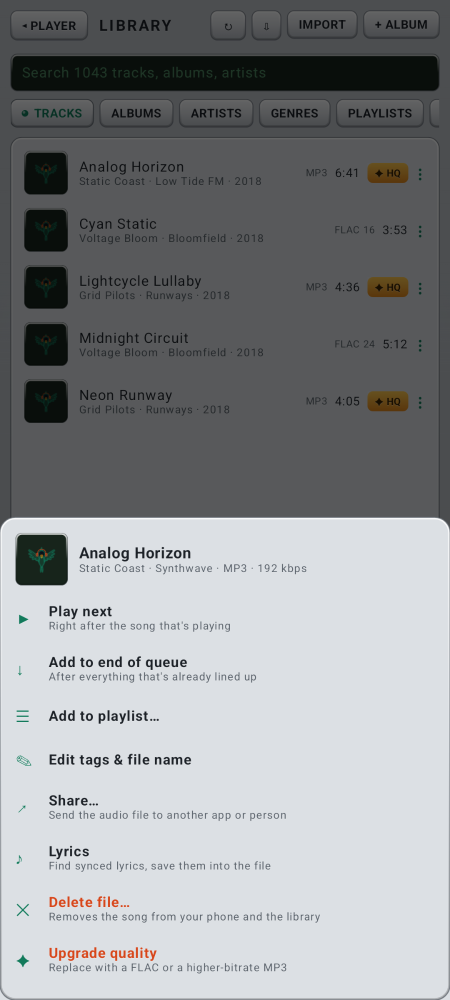 ◂ PLAYER LIBRARY ↻ ⇩ IMPORT + ALBUM
Search 1043 tracks, albums, artists
TRACKS ALBUMS ARTISTS GENRES PLAYLISTS
Analog Horizon MP3 6:41 ✦ HQ
Static Coast · Low Tide FM · 2018
Cyan Static FLAC 16 3:53
Voltage Bloom · Bloomfield · 2018
Lightcycle Lullaby MP3 4:36 ✦ HQ
Grid Pilots · Runways · 2018
Midnight Circuit FLAC 24 5:12
Voltage Bloom · Bloomfield · 2018
Neon Runway MP3 4:05 ✦ HQ
Grid Pilots · Runways · 2018
Analog Horizon
Static Coast · Synthwave · MP3 · 192 kbps
Play next
Right after the song that's playing
Add to end of queue
After everything that's already lined up
Add to playlist…
Edit tags & file name
Share…
Send the audio file to another app or person
Lyrics
Find synced lyrics, save them into the file
Delete file…
Removes the song from your phone and the library
Upgrade quality
Replace with a FLAC or a higher-bitrate MP3